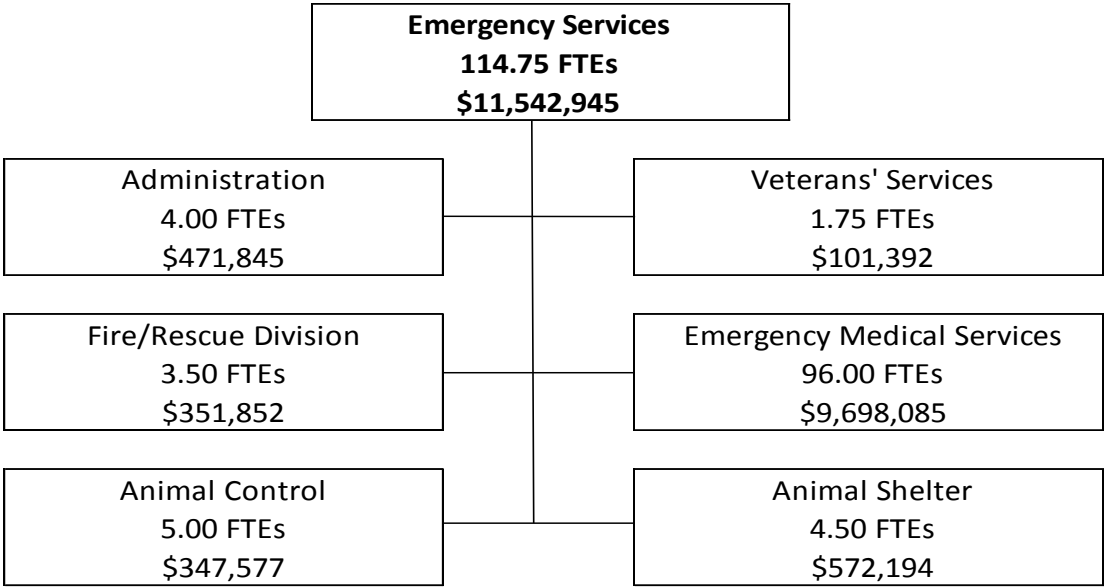 Emergency Services
114.75 FTEs
$11,542,945
Administration
4.00 FTEs
$471,845
Veterans' Services
1.75 FTEs
$101,392
Fire/Rescue Division
3.50 FTEs
$351,852
Emergency Medical Services
96.00 FTEs
$9,698,085
Animal Control
5.00 FTEs
$347,577
Animal Shelter
4.50 FTEs
$572,194